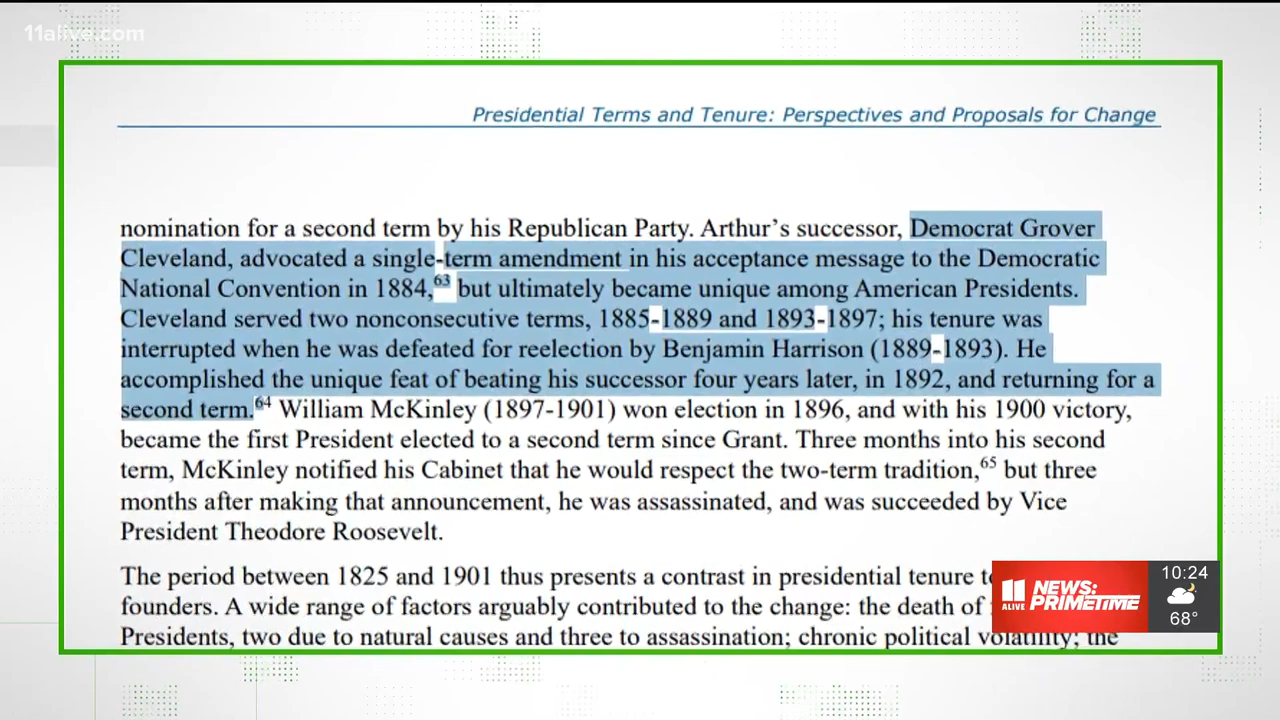 11alive.com
Presidential Terms and Tenure: Perspectives and Proposals for Change
nomination for a second term by his Republican Party. Arthur’s successor, Democrat Grover
Cleveland, advocated a single-term amendment in his acceptance message to the Democratic
National Convention in 1884,63 but ultimately became unique among American Presidents.
Cleveland served two nonconsecutive terms, 1885-1889 and 1893-1897; his tenure was
interrupted when he was defeated for reelection by Benjamin Harrison (1889-1893). He
accomplished the unique feat of beating his successor four years later, in 1892, and returning for a
second term.64 William McKinley (1897-1901) won election in 1896, and with his 1900 victory,
became the first President elected to a second term since Grant. Three months into his second
term, McKinley notified his Cabinet that he would respect the two-term tradition,65 but three
months after making that announcement, he was assassinated, and was succeeded by Vice
President Theodore Roosevelt.
The period between 1825 and 1901 thus presents a contrast in presidential tenure
founders. A wide range of factors arguably contributed to the change: the death of
Presidents, two due to natural causes and three to assassination; chronic political volatility; the
11 ALIVE NEWS: PRIMETIME
10:24
68°